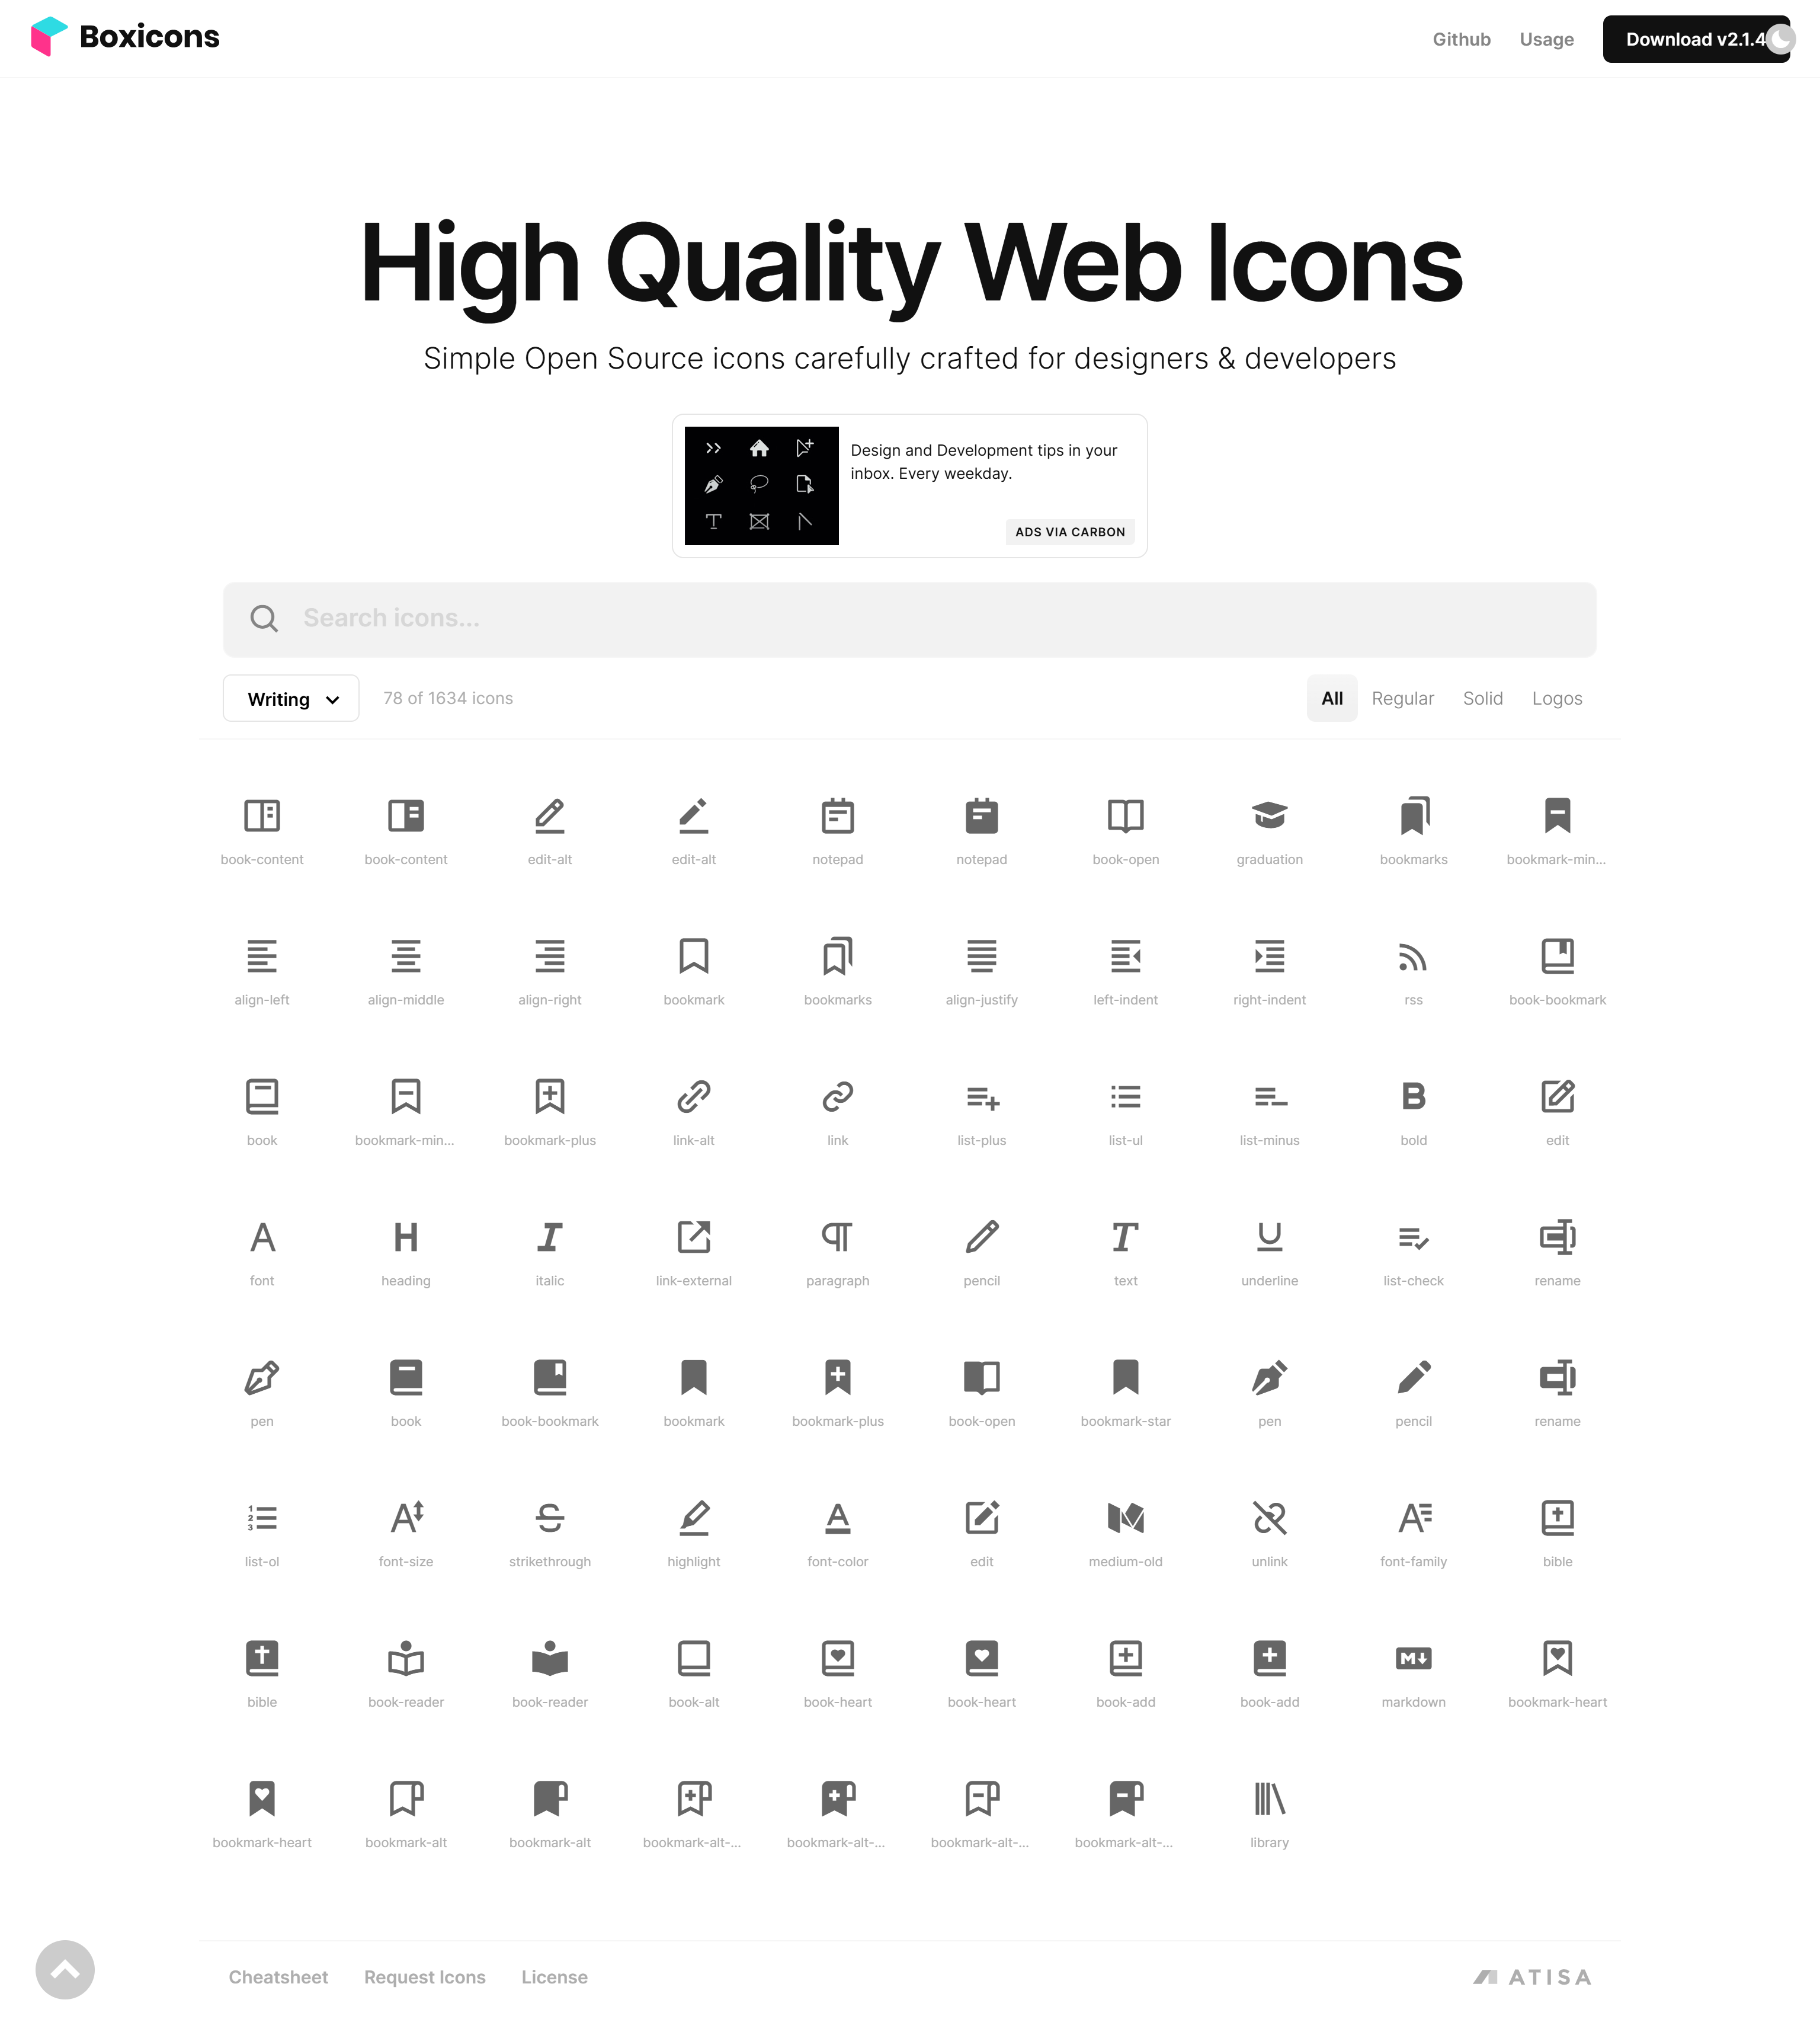 Boxicons
Github
Usage
Download v2.1.4
High Quality Web Icons
Simple Open Source icons carefully crafted for designers & developers
Design and Development tips in your
inbox. Every weekday.
ADS VIA CARBON
Search icons...
Writing
78 of 1634 icons
All
Regular
Solid
Logos
book-content
book-content
edit-alt
edit-alt
notepad
notepad
book-open
graduation
bookmarks
bookmark-min...
align-left
align-middle
align-right
bookmark
bookmarks
align-justify
left-indent
right-indent
rss
book-bookmark
book
bookmark-min...
bookmark-plus
link-alt
link
list-plus
list-ul
list-minus
bold
edit
font
heading
italic
link-external
paragraph
pencil
text
underline
list-check
rename
pen
book
book-bookmark
bookmark
bookmark-plus
book-open
bookmark-star
pen
pencil
rename
list-ol
font-size
strikethrough
highlight
font-color
edit
medium-old
unlink
font-family
bible
bible
book-reader
book-reader
book-alt
book-heart
book-heart
book-add
book-add
markdown
bookmark-heart
bookmark-heart
bookmark-alt
bookmark-alt
bookmark-alt-...
bookmark-alt-...
bookmark-alt-...
bookmark-alt-...
library
Cheatsheet
Request Icons
License
ATISA